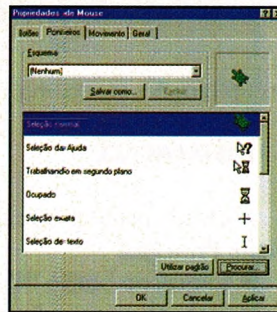 Propriedades de Mouse
Botões Ponteiros Movimento Geral
Esquema
(Nenhum)
Salvar como... Excluir
Seleção normal
Seleção da Ajuda
Trabalhando em segundo plano
Ocupado
Seleção exata
Seleção de texto
Utilizar padrão Procurar...
OK Cancelar Aplicar